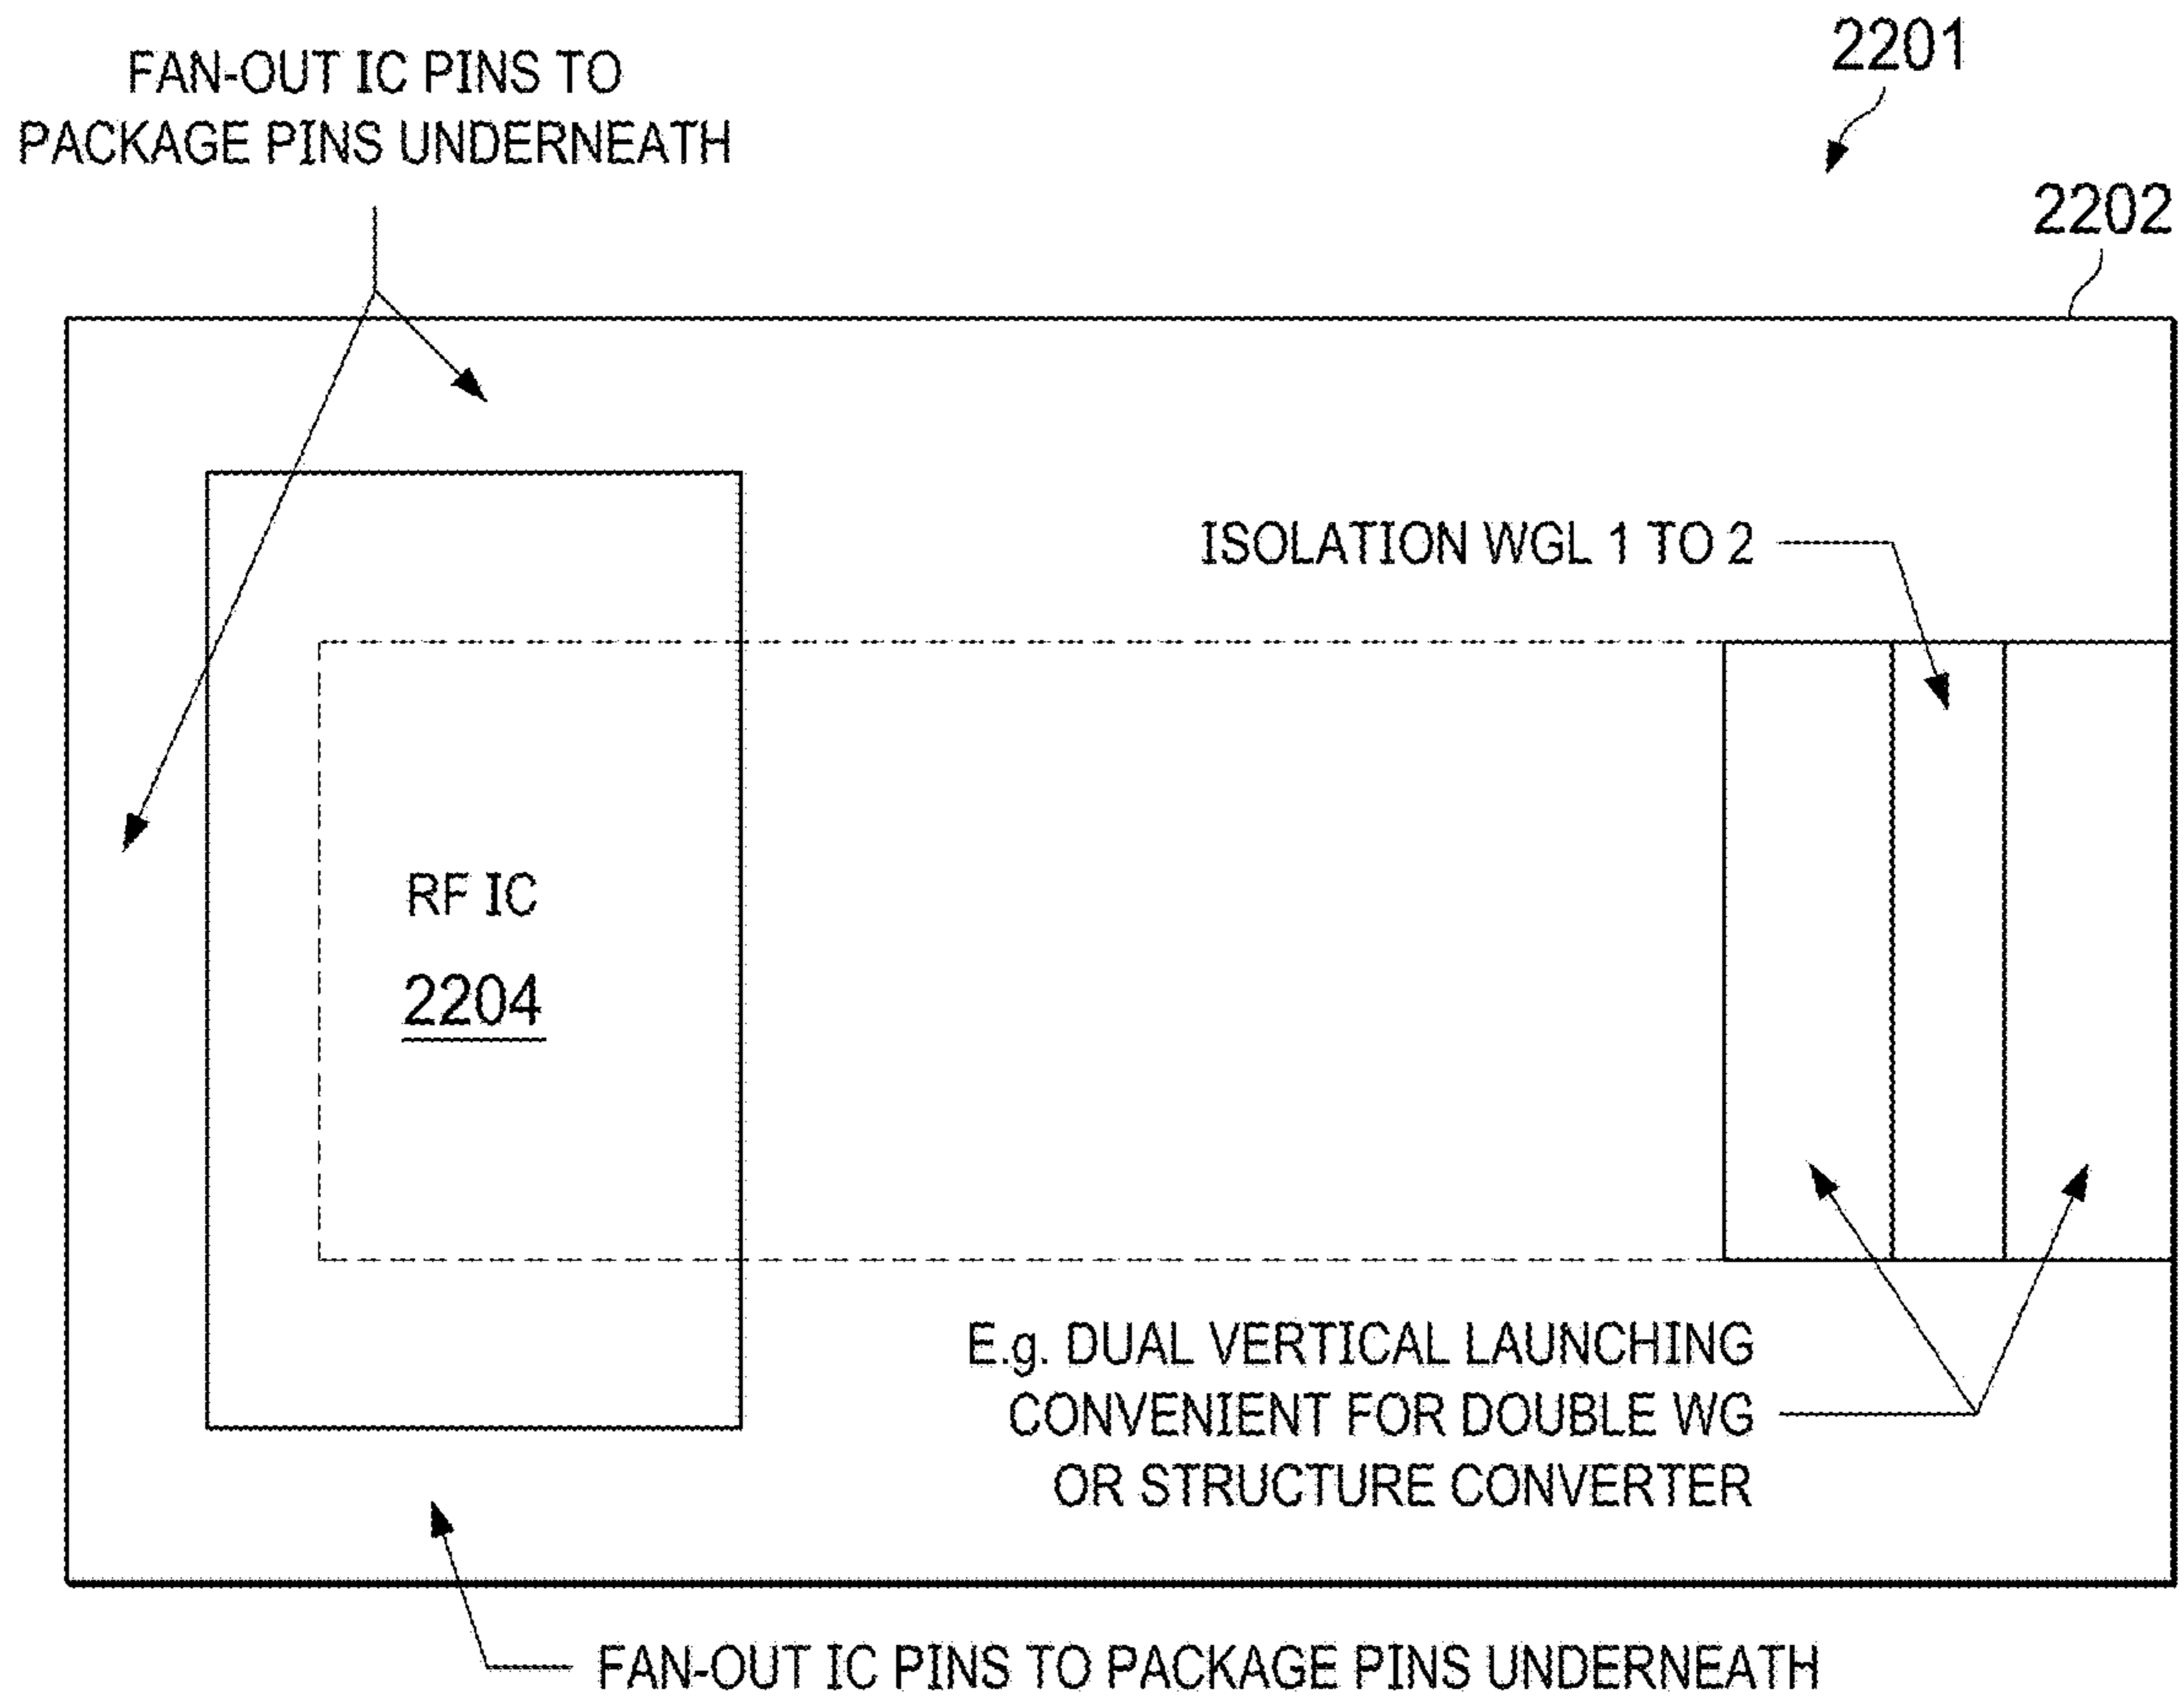 2201
FAN-OUT IC PINS TO
PACKAGE PINS UNDERNEATH
2202
ISOLATION WGL 1 TO 2
RF IC
2204
E.g. DUAL VERTICAL LAUNCHING
CONVENIENT FOR DOUBLE WG
OR STRUCTURE CONVERTER
FAN-OUT IC PINS TO PACKAGE PINS UNDERNEATH